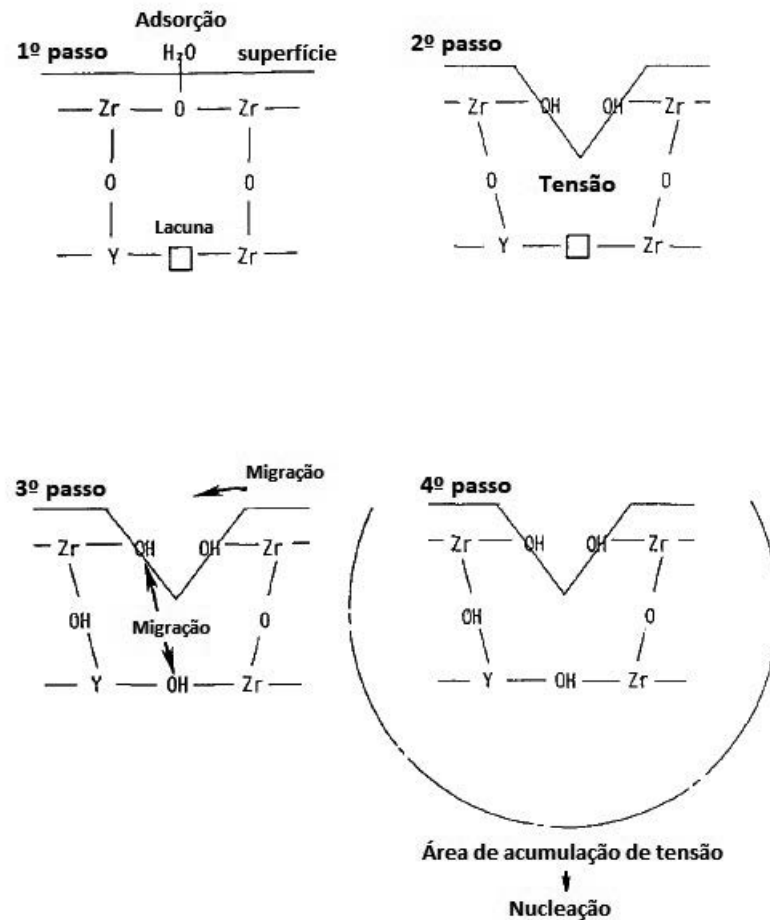 Adsorção
1º passo H₂O superfície
Zr — O — Zr
O O
Lacuna
Y — □ — Zr
2º passo
Zr OH OH Zr
O Tensão O
Y — □ — Zr
3º passo Migração
Zr — OH OH — Zr
OH Migração O
Y — OH — Zr
4º passo
Zr — OH OH — Zr
OH O
Y — OH — Zr
Área de acumulação de tensão
Nucleação